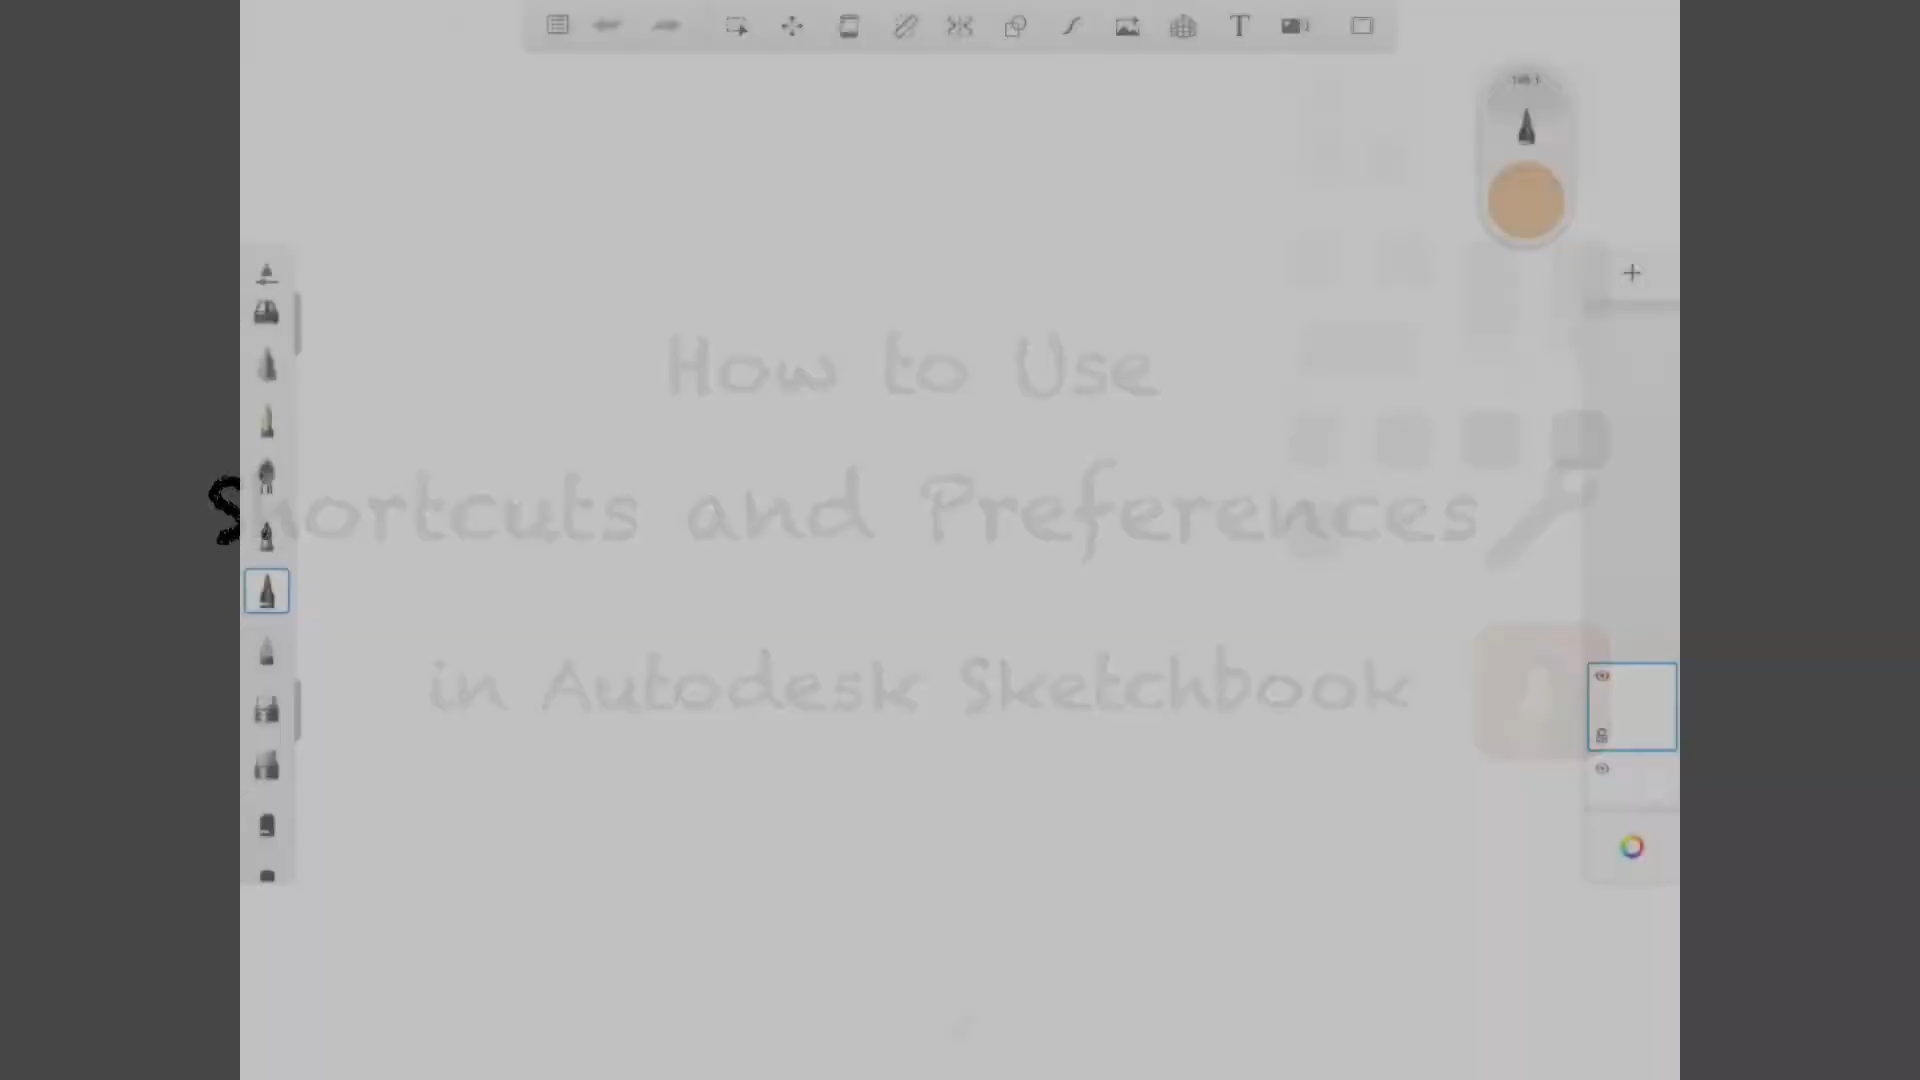 How to Use
Shortcuts and Preferences
in Autodesk Sketchbook